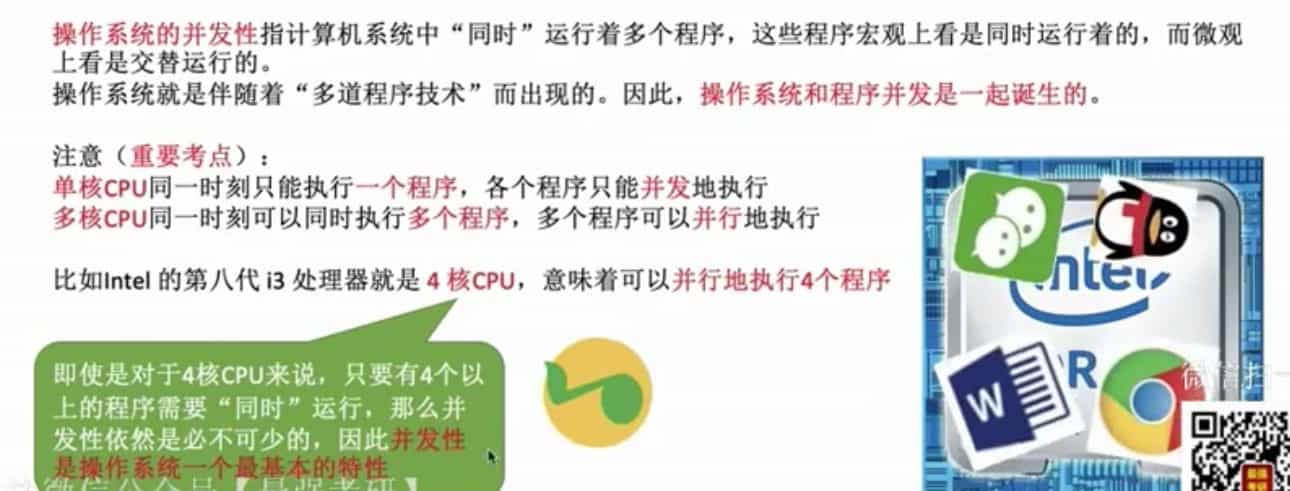 操作系统的并发性指计算机系统中“同时”运行着多个程序，这些程序宏观上看是同时运行着的，而微观
上看是交替运行的。
操作系统就是伴随着“多道程序技术”而出现的。因此，操作系统和程序并发是一起诞生的。
注意（重要考点）：
单核CPU同一时刻只能执行一个程序，各个程序只能并发地执行
多核CPU同一时刻可以同时执行多个程序，多个程序可以并行地执行
比如Intel 的第八代 i3 处理器就是 4 核CPU，意味着可以并行地执行4个程序
即使是对于4核CPU来说，只要有4个以
上的程序需要“同时”运行，那么并
发性依然是必不可少的，因此并发性
是操作系统一个最基本的特性
intel
R
W
微信扫一